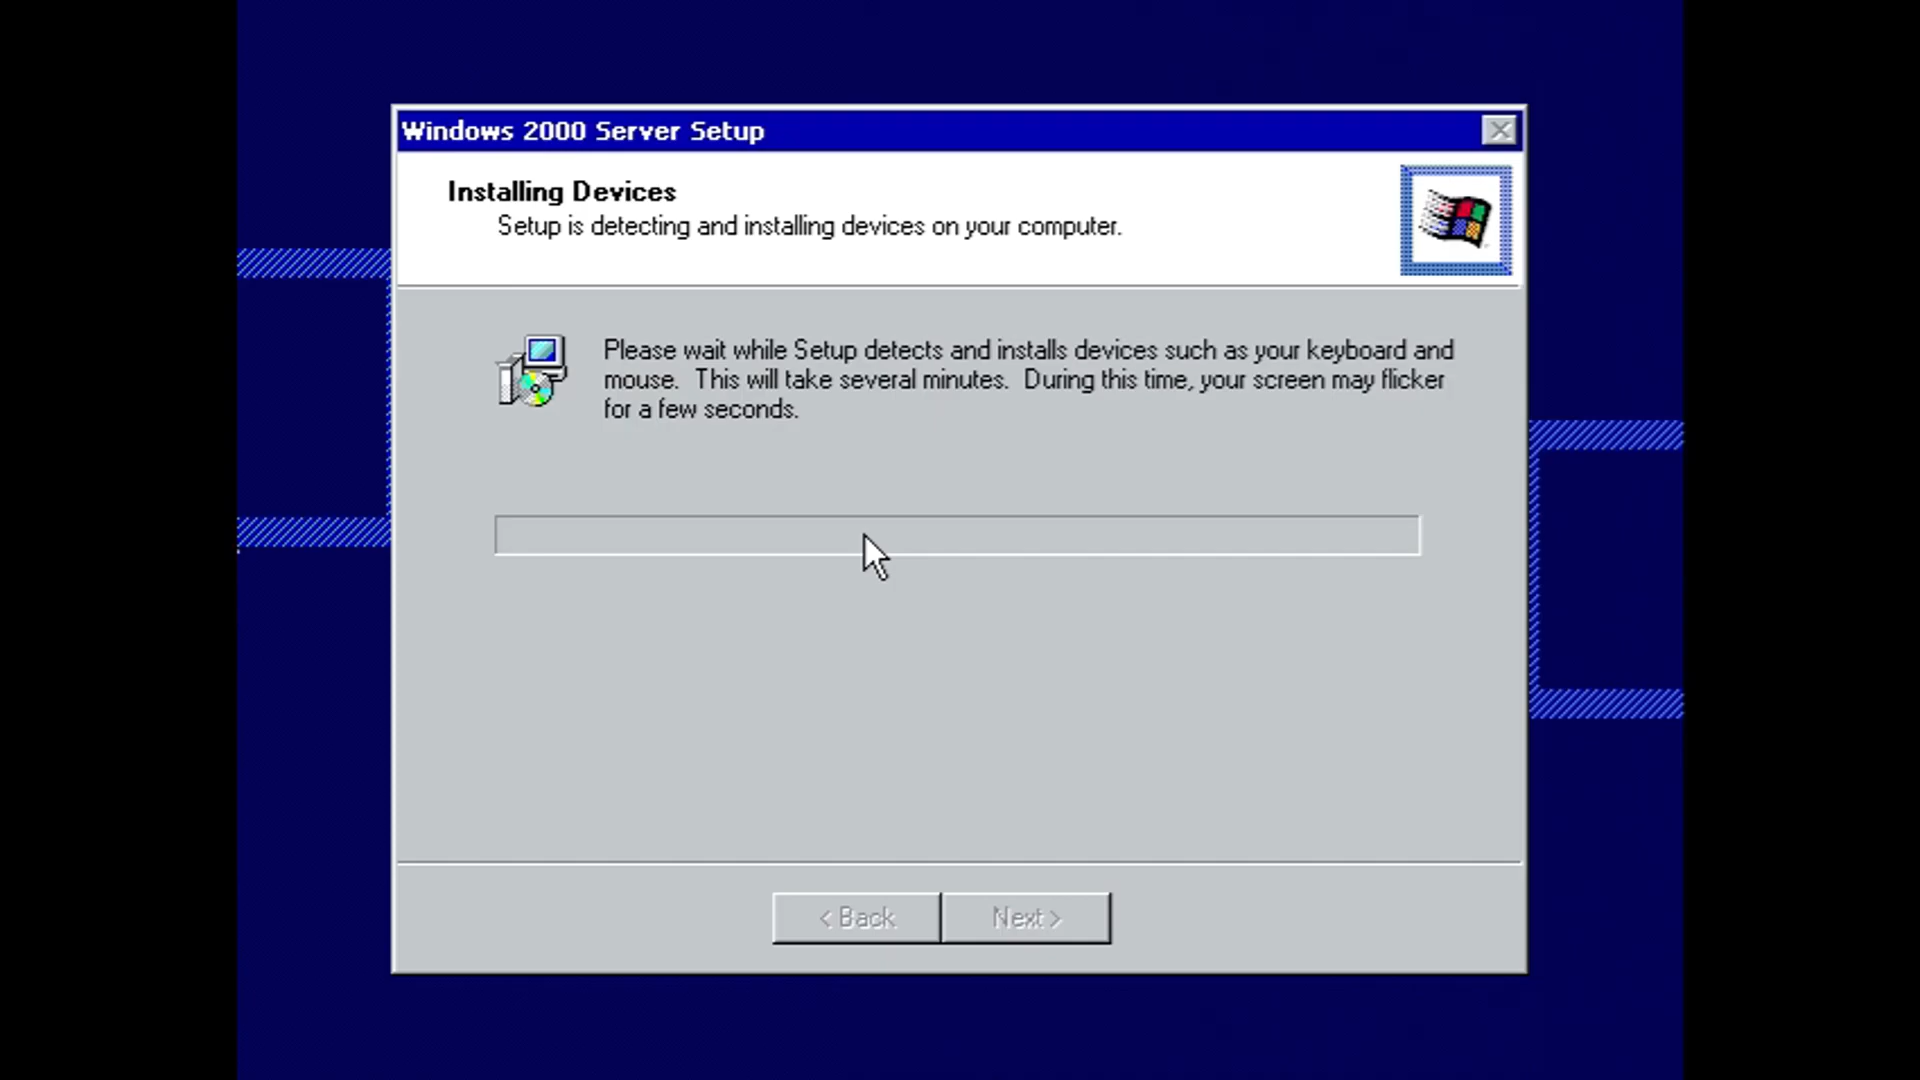 Windows 2000 Server Setup
Installing Devices
Setup is detecting and installing devices on your computer.
Please wait while Setup detects and installs devices such as your keyboard and
mouse.  This will take several minutes.  During this time, your screen may flicker
for a few seconds.
< Back
Next >